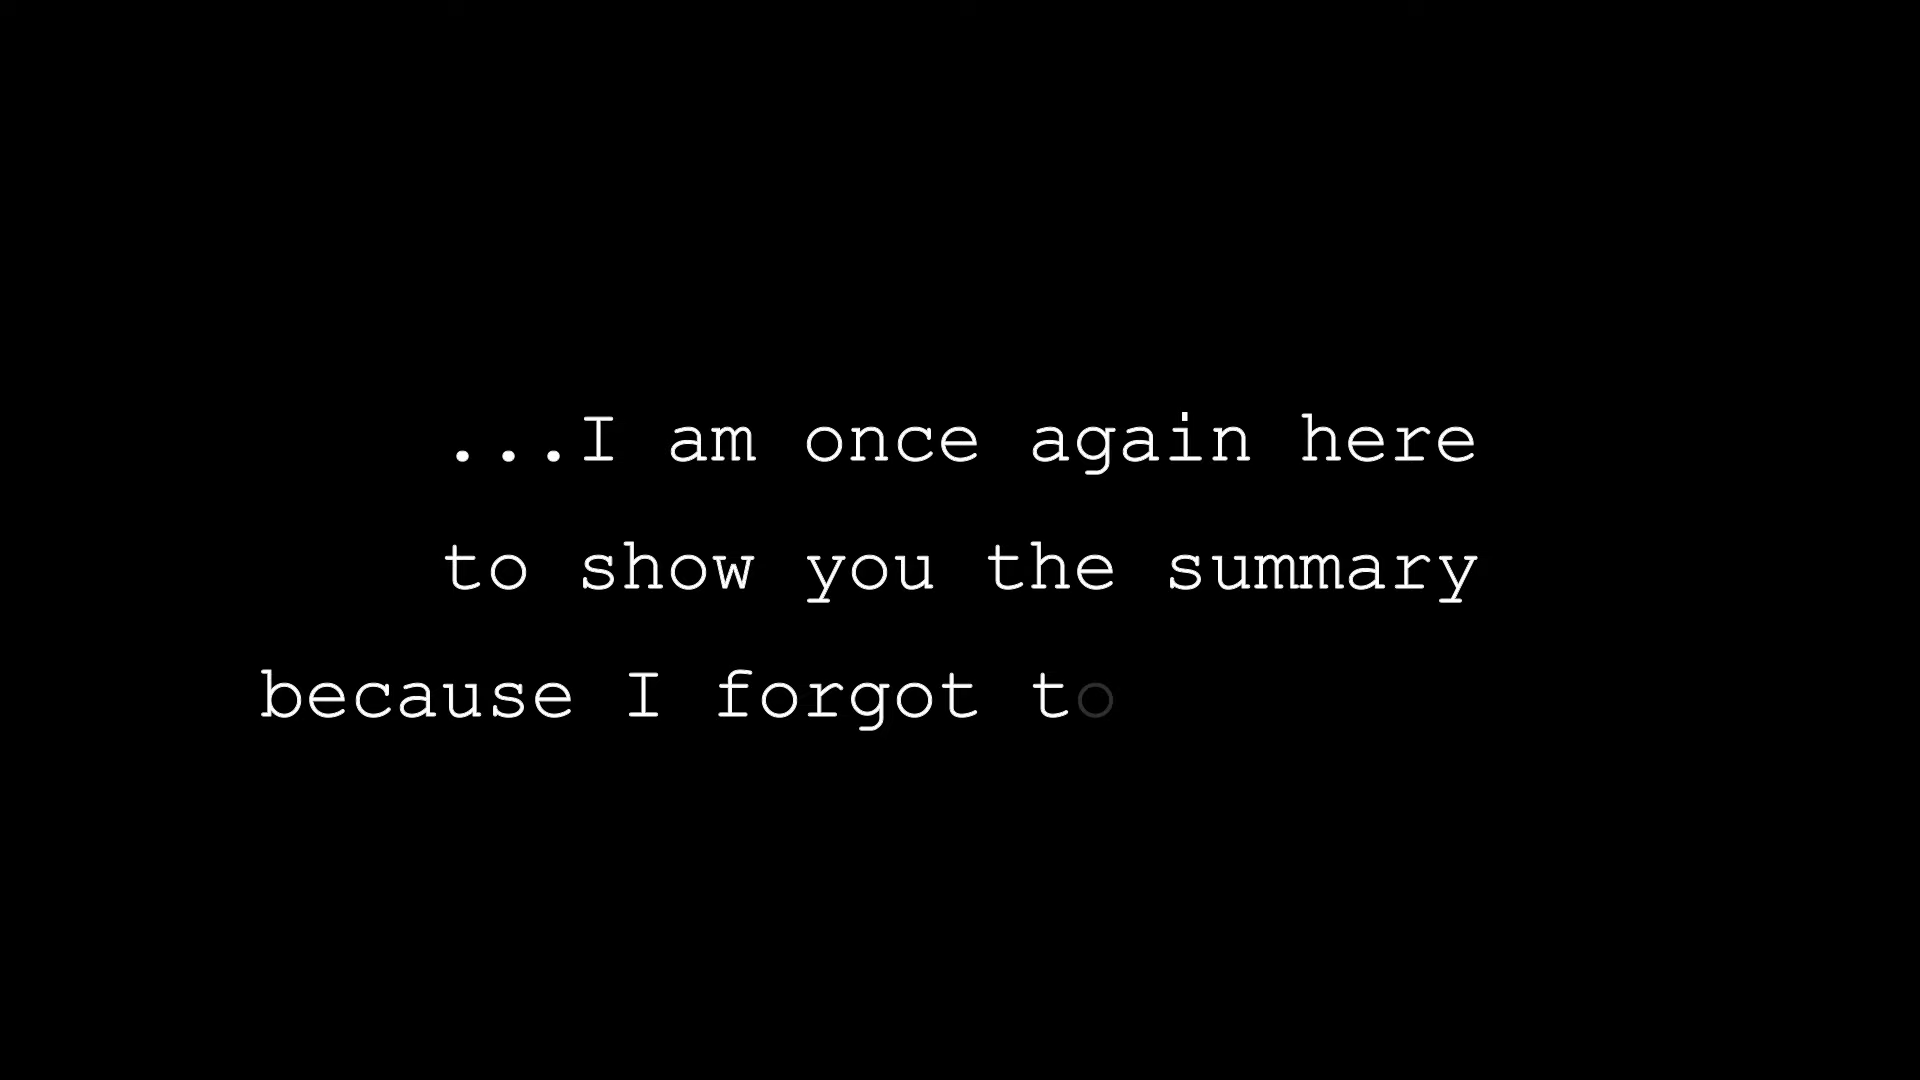 ...I am once again here
to show you the summary
because I forgot to